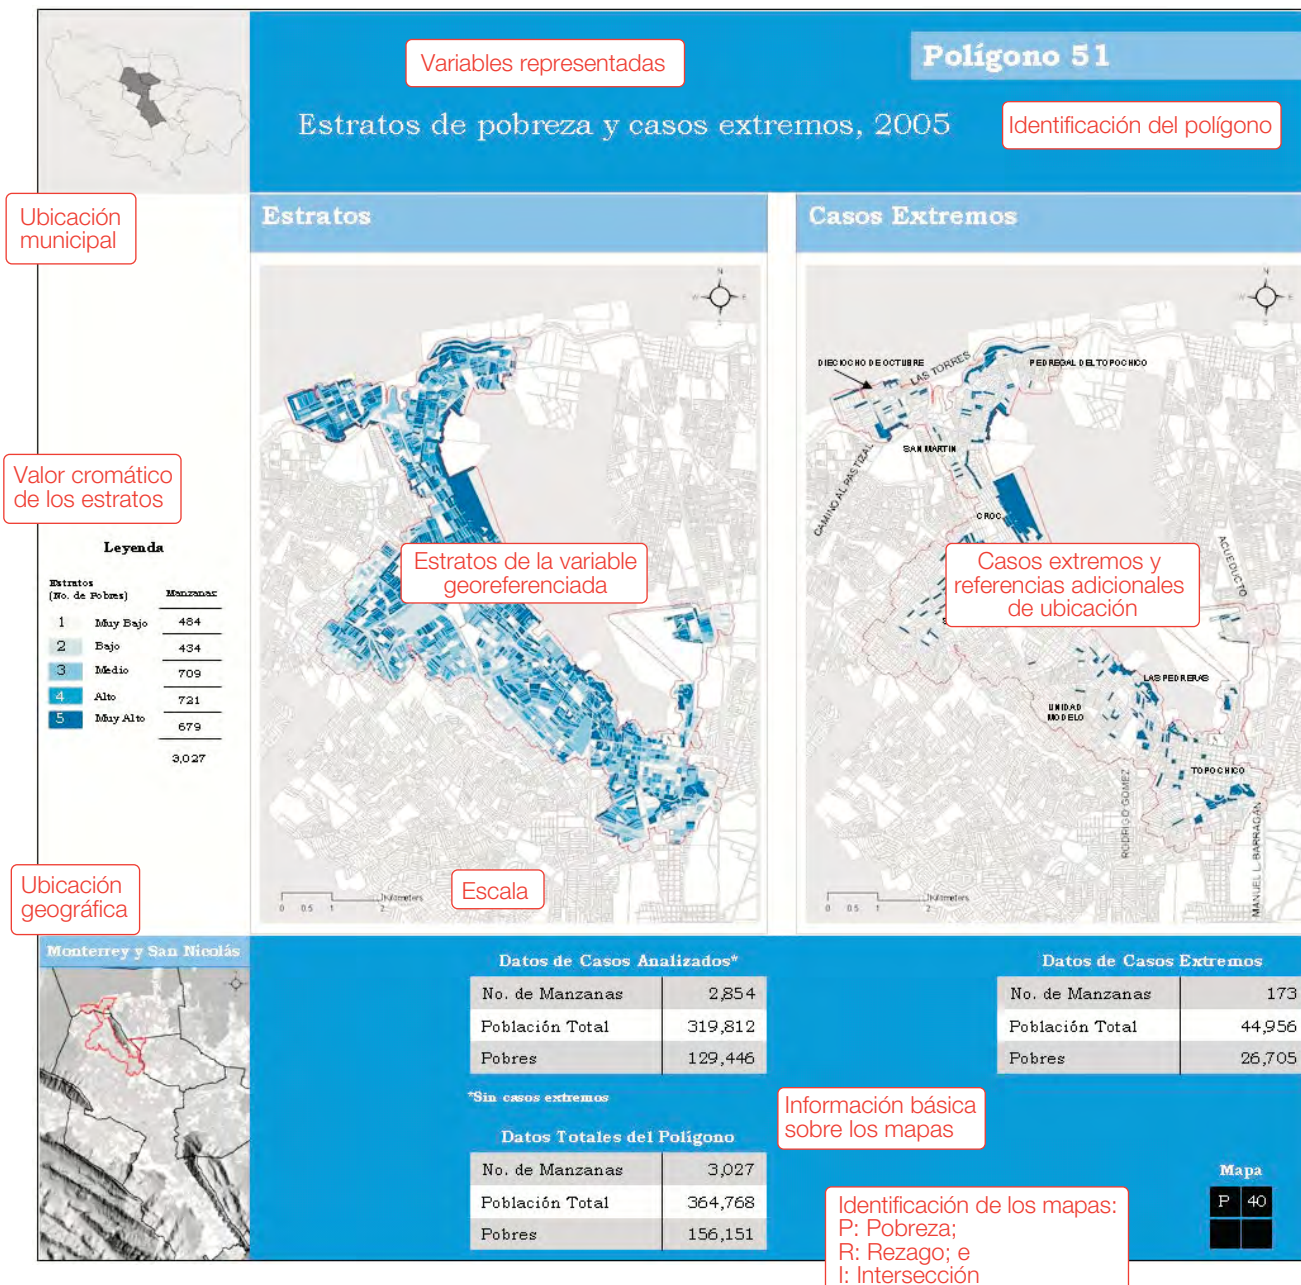 Variables representadas
Polígono 51
Estratos de pobreza y casos extremos, 2005
Identificación del polígono
Ubicación
municipal
Estratos
Casos Extremos
N
W
E
N
W
E
DIECIOCHO DE OCTUBRE
LAS TORRES
PEDREGAL DEL TOPOCHICO
SAN MARTIN
CAMINO AL PASTIZAL
CROC
ACUEDUCTO
Valor cromático
de los estratos
Estratos de la variable
georeferenciada
Casos extremos y
referencias adicionales
de ubicación
Leyenda
Estratos
(No. de Pobres)
Manzanas
1 Muy Bajo 484
2 Bajo 434
3 Medio 709
4 Alto 721
5 Muy Alto 679
3,027
LAS PEDRERAS
UNIDAD
MODELO
TOPOCHICO
RODRIGO GOMEZ
MANUEL L. BARRAGAN
Ubicación
geográfica
Escala
Kilometers
0 0.5 1 2
Kilometers
0 0.5 1 2
Monterrey y San Nicolás
Datos de Casos Analizados*
No. de Manzanas 2,854
Población Total 319,812
Pobres 129,446
*Sin casos extremos
Datos de Casos Extremos
No. de Manzanas 173
Población Total 44,956
Pobres 26,705
Información básica
sobre los mapas
Datos Totales del Polígono
No. de Manzanas 3,027
Población Total 364,768
Pobres 156,151
Identificación de los mapas:
P: Pobreza;
R: Rezago; e
I: Intersección
Mapa
P 40